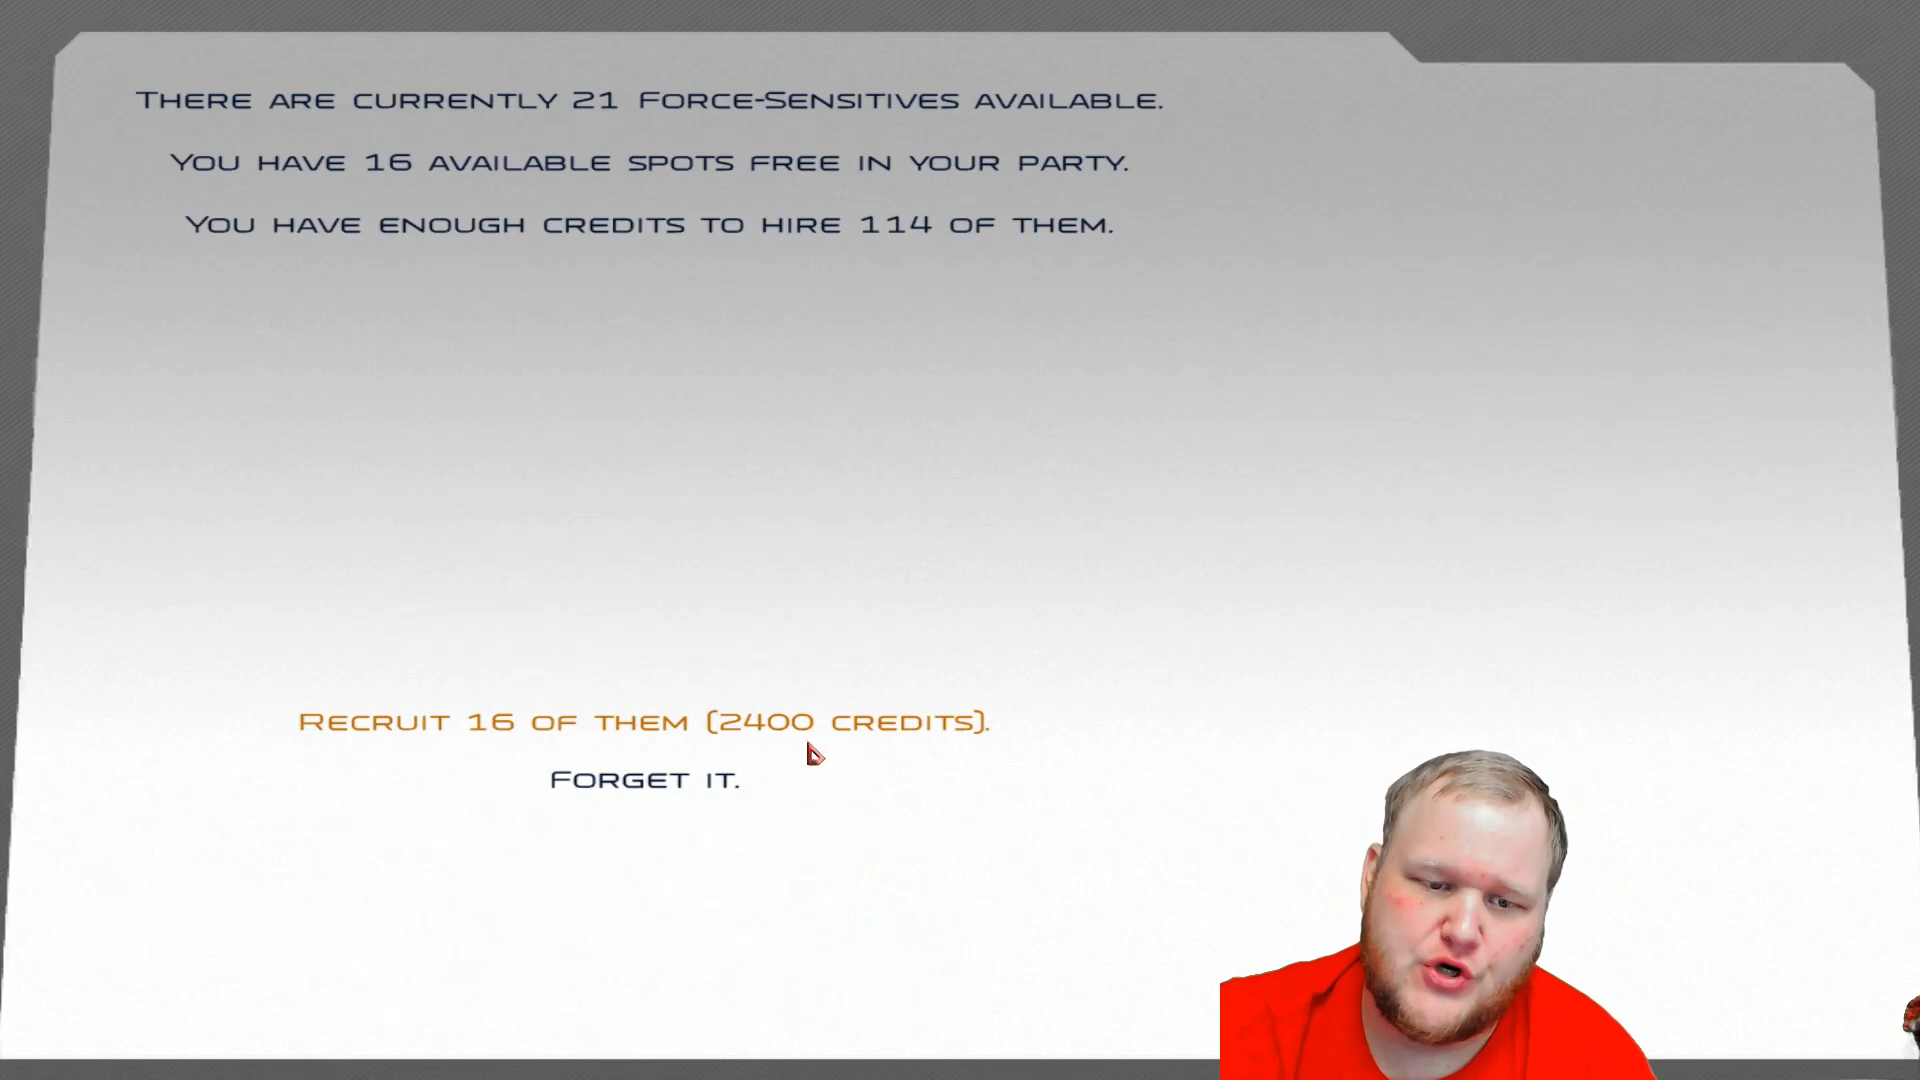 There are currently 21 Force-Sensitives available.
You have 16 available spots free in your party.
You have enough credits to hire 114 of them.
Recruit 16 of them (2400 credits).
Forget it.